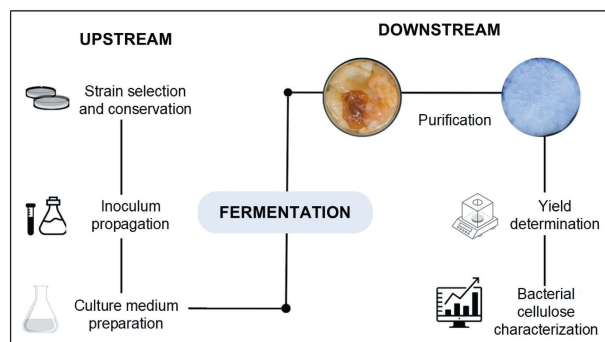 UPSTREAM
Strain selection
and conservation
Inoculum
propagation
Culture medium
preparation
FERMENTATION
DOWNSTREAM
Purification
Yield
determination
Bacterial
cellulose
characterization